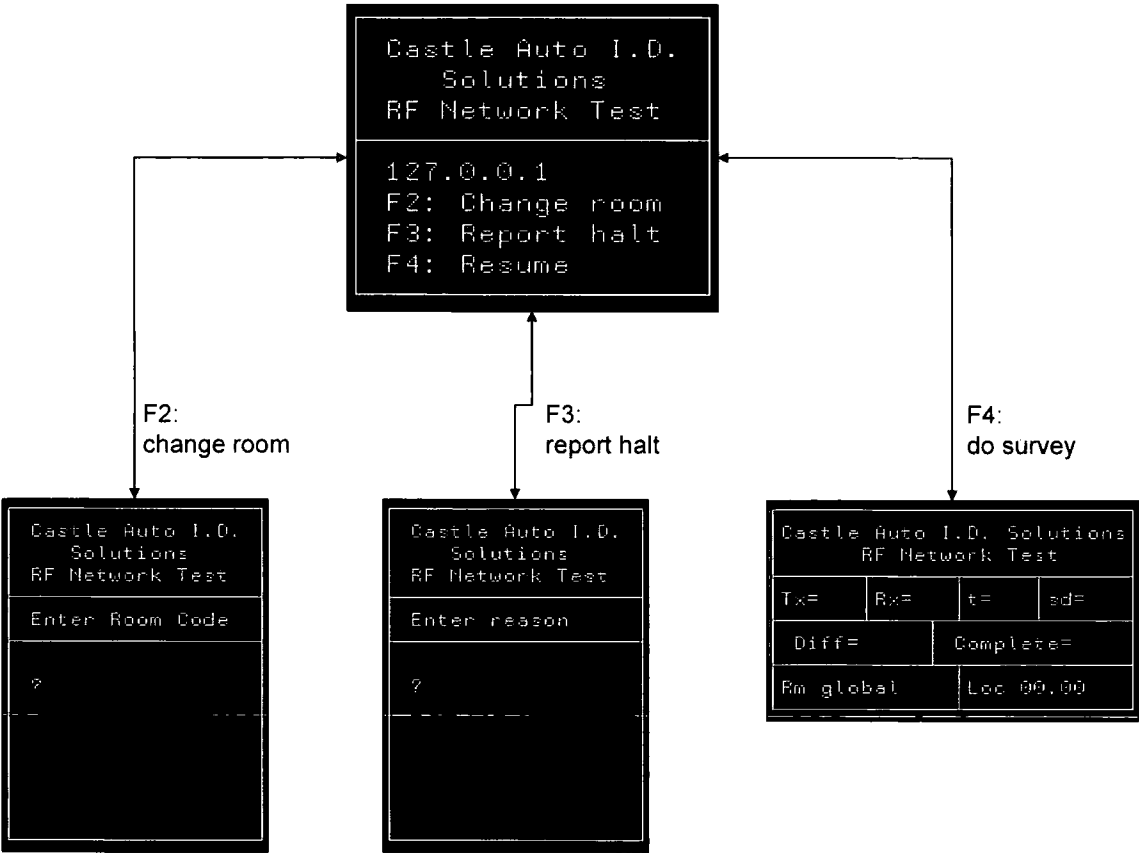 Castle Auto I.D.
Solutions
RF Network Test
127.0.0.1
F2: Change room
F3: Report halt
F4: Resume
F2:
change room
F3:
report halt
F4:
do survey
Castle Auto I.D.
Solutions
RF Network Test
Enter Room Code
?
Castle Auto I.D.
Solutions
RF Network Test
Enter reason
?
Castle Auto I.D. Solutions
RF Network Test
Tx= Rx= t= sd=
Diff= Complete=
Rm global Loc 00.00